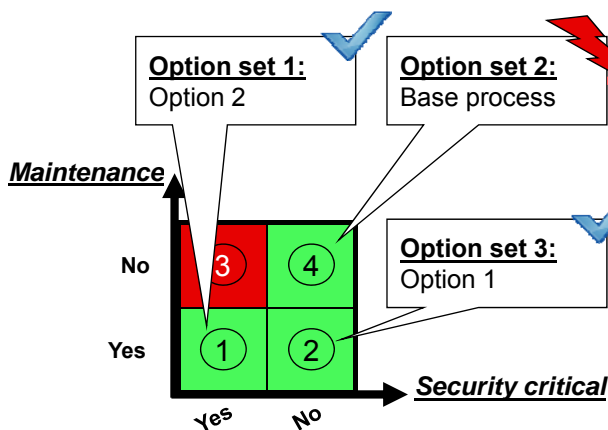 Option set 1:
Option 2
Option set 2:
Base process
Maintenance
Option set 3:
Option 1
No
3
4
Yes
1
2
Security critical
Yes
No